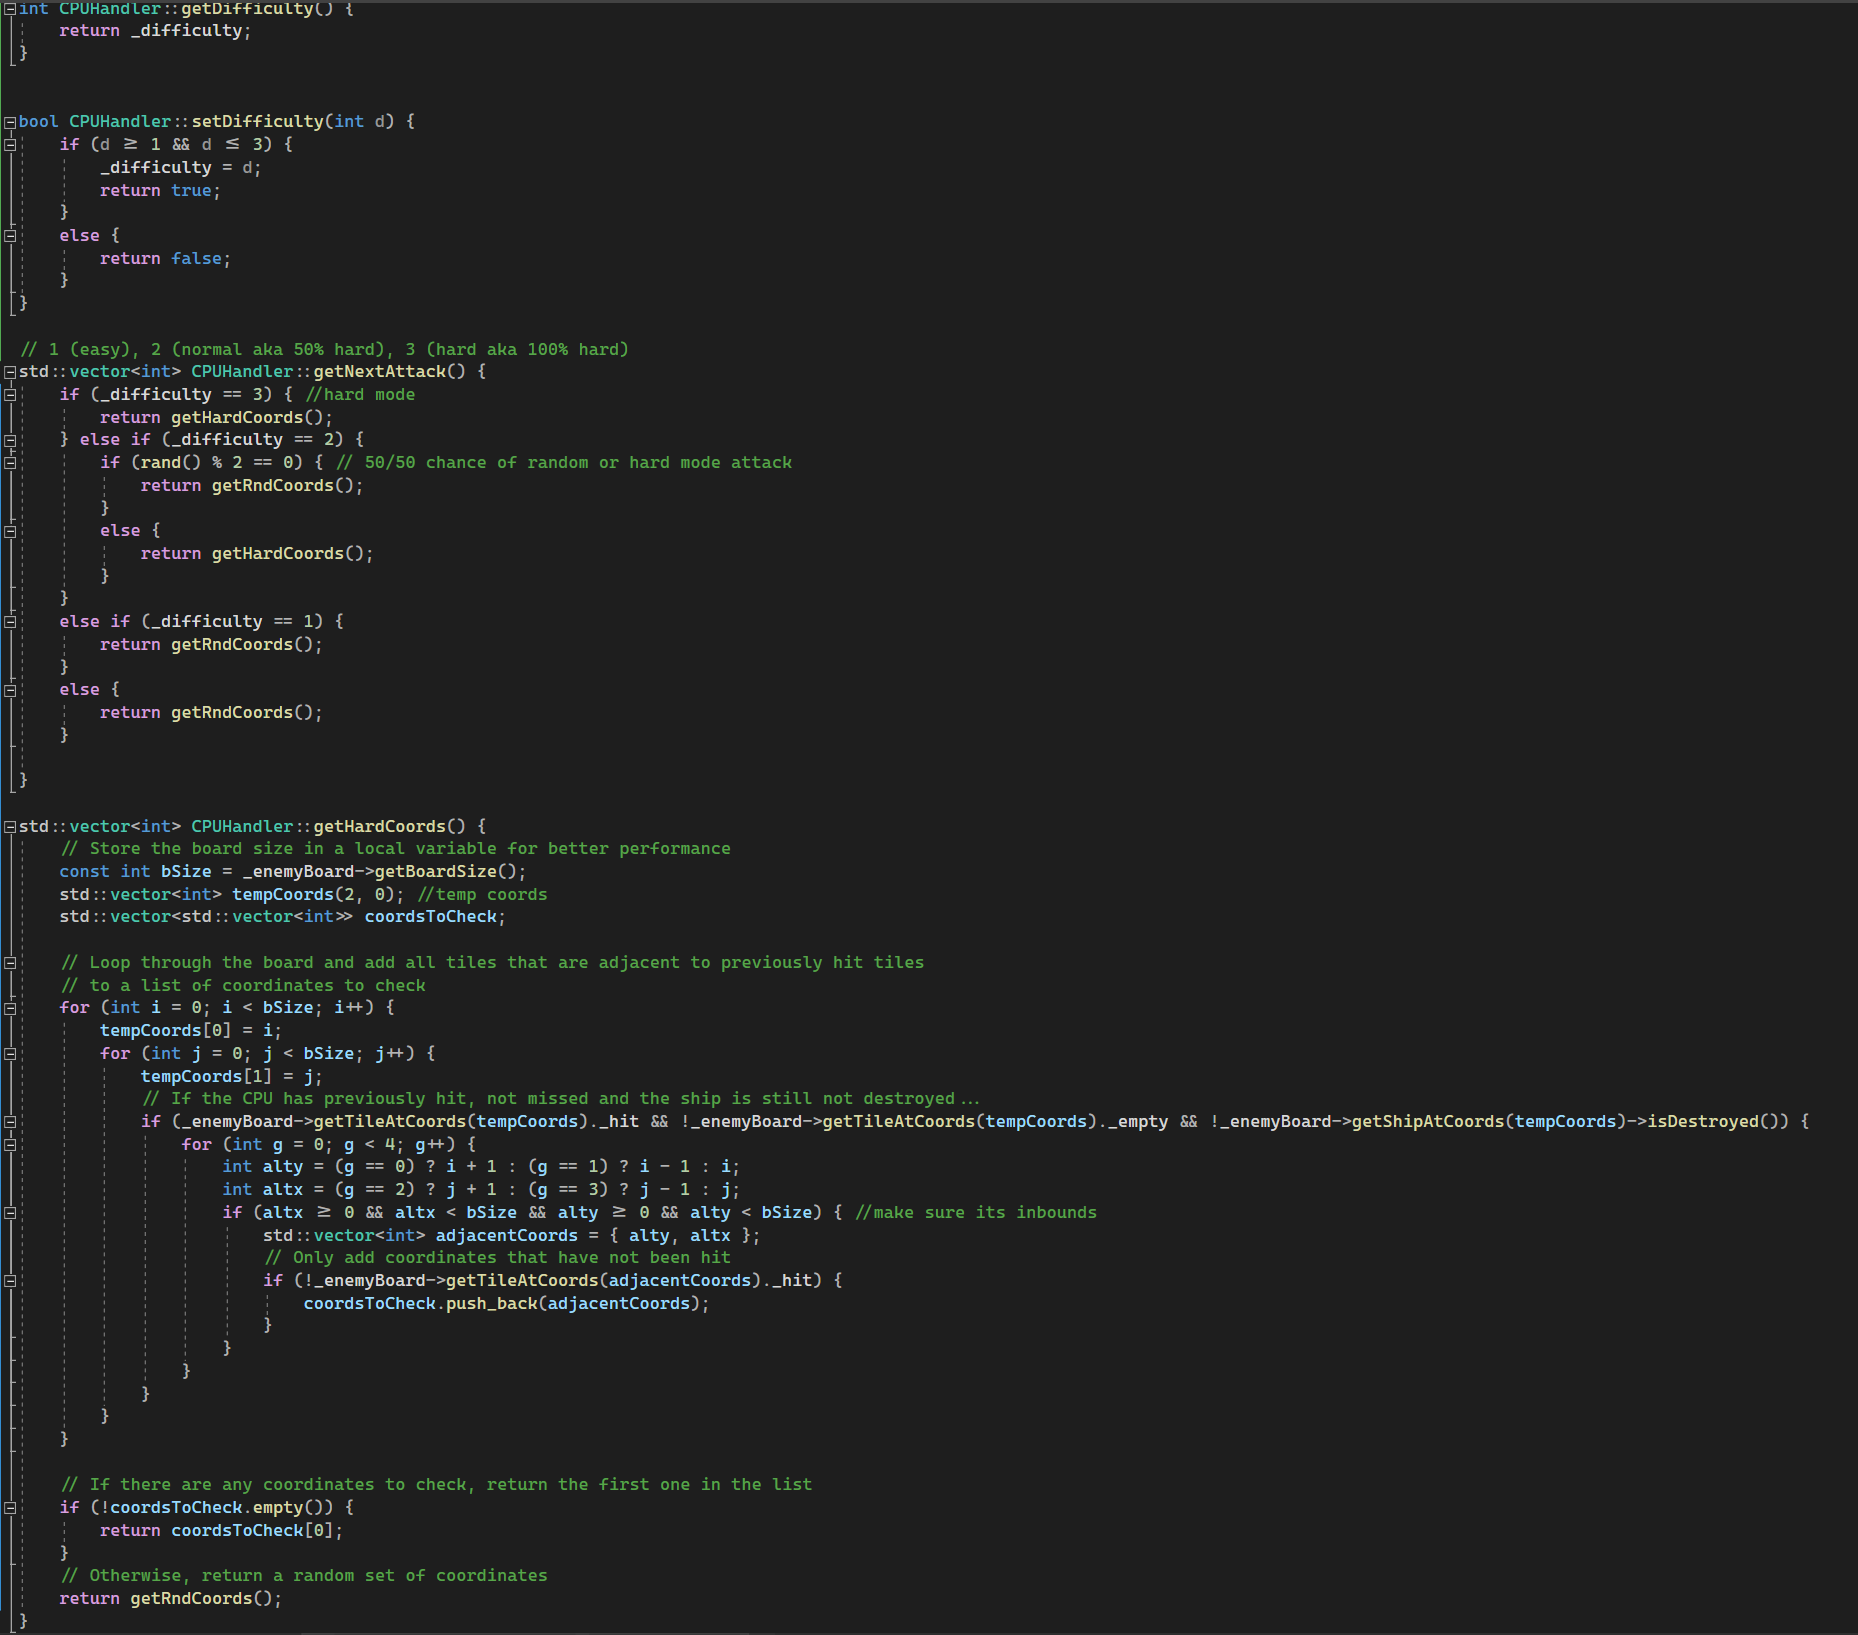 int CPUHandler::getDifficulty() {
    return _difficulty;
}
bool CPUHandler::setDifficulty(int d) {
    if (d ≥ 1 && d ≤ 3) {
        _difficulty = d;
        return true;
    }
    else {
        return false;
    }
}
// 1 (easy), 2 (normal aka 50% hard), 3 (hard aka 100% hard)
std::vector<int> CPUHandler::getNextAttack() {
    if (_difficulty == 3) { //hard mode
        return getHardCoords();
    } else if (_difficulty == 2) {
        if (rand() % 2 == 0) { // 50/50 chance of random or hard mode attack
            return getRndCoords();
        }
        else {
            return getHardCoords();
        }
    }
    else if (_difficulty == 1) {
        return getRndCoords();
    }
    else {
        return getRndCoords();
    }
}
std::vector<int> CPUHandler::getHardCoords() {
    // Store the board size in a local variable for better performance
    const int bSize = _enemyBoard->getBoardSize();
    std::vector<int> tempCoords(2, 0); //temp coords
    std::vector<std::vector<int>> coordsToCheck;
    // Loop through the board and add all tiles that are adjacent to previously hit tiles
    // to a list of coordinates to check
    for (int i = 0; i < bSize; i++) {
        tempCoords[0] = i;
        for (int j = 0; j < bSize; j++) {
            tempCoords[1] = j;
            // If the CPU has previously hit, not missed and the ship is still not destroyed...
            if (_enemyBoard->getTileAtCoords(tempCoords)._hit && !_enemyBoard->getTileAtCoords(tempCoords)._empty && !_enemyBoard->getShipAtCoords(tempCoords)->isDestroyed()) {
                for (int g = 0; g < 4; g++) {
                    int alty = (g == 0) ? i + 1 : (g == 1) ? i - 1 : i;
                    int altx = (g == 2) ? j + 1 : (g == 3) ? j - 1 : j;
                    if (altx ≥ 0 && altx < bSize && alty ≥ 0 && alty < bSize) { //make sure its inbounds
                        std::vector<int> adjacentCoords = { alty, altx };
                        // Only add coordinates that have not been hit
                        if (!_enemyBoard->getTileAtCoords(adjacentCoords)._hit) {
                            coordsToCheck.push_back(adjacentCoords);
                        }
                    }
                }
            }
        }
    }
    // If there are any coordinates to check, return the first one in the list
    if (!coordsToCheck.empty()) {
        return coordsToCheck[0];
    }
    // Otherwise, return a random set of coordinates
    return getRndCoords();
}